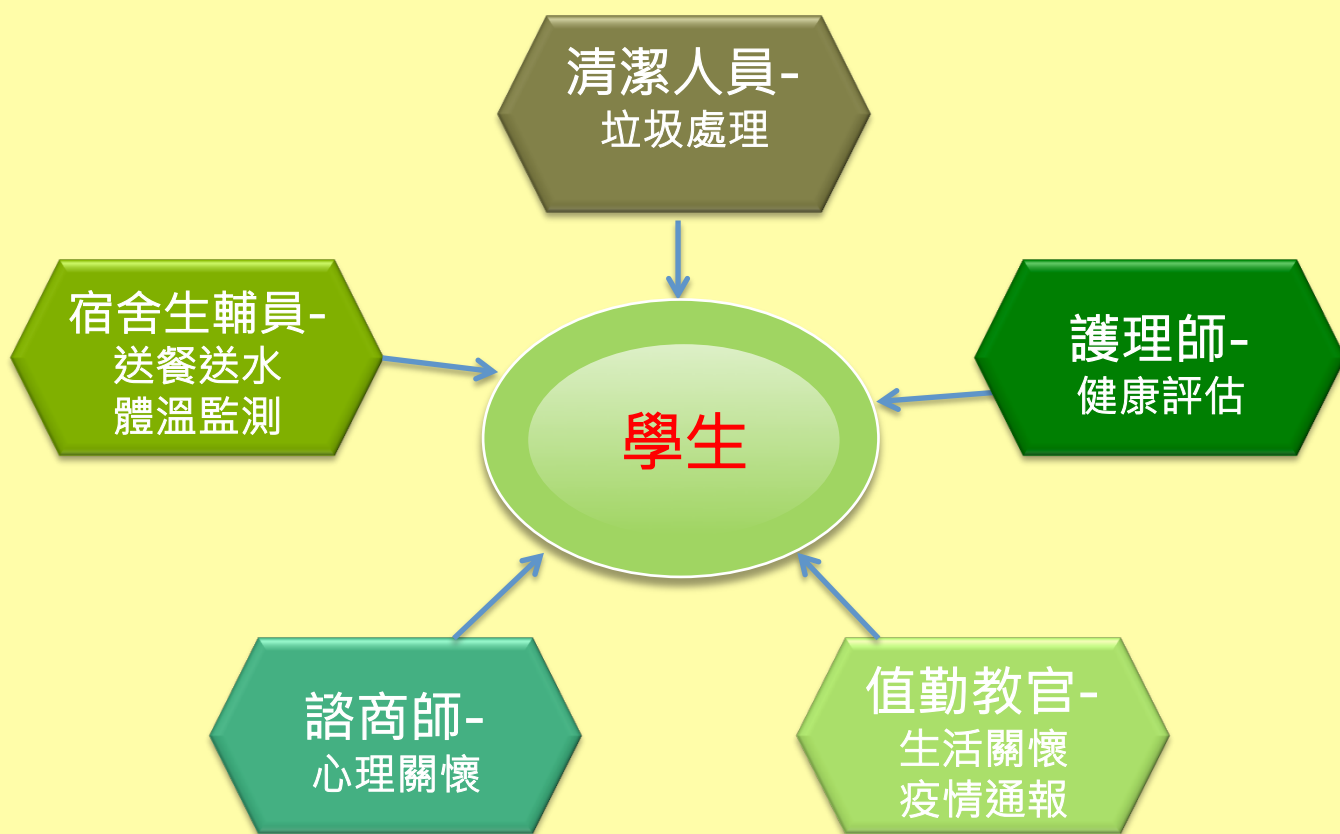 清潔人員-
垃圾處理
宿舍生輔員-
送餐送水
體溫監測
護理師-
健康評估
學生
諮商師-
心理關懷
值勤教官-
生活關懷
疫情通報